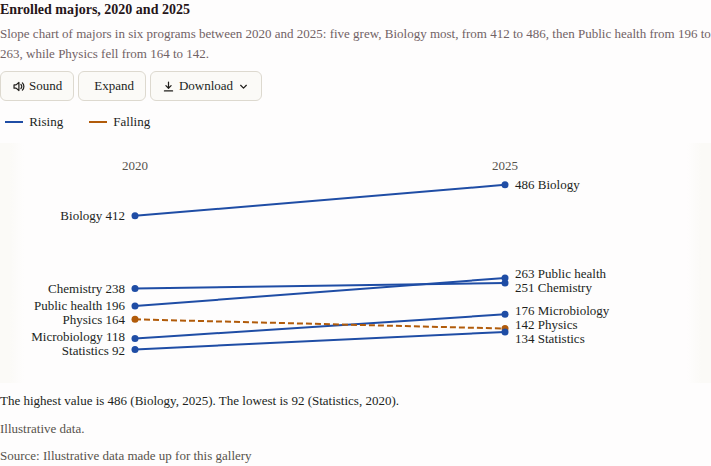 Enrolled majors, 2020 and 2025
Slope chart of majors in six programs between 2020 and 2025: five grew, Biology most, from 412 to 486, then Public health from 196 to
263, while Physics fell from 164 to 142.
Sound Expand Download
Rising Falling
2020 2025
486 Biology
Biology 412
263 Public health
Chemistry 238 251 Chemistry
Public health 196
176 Microbiology
Physics 164 142 Physics
Microbiology 118 134 Statistics
Statistics 92
The highest value is 486 (Biology, 2025). The lowest is 92 (Statistics, 2020).
Illustrative data.
Source: Illustrative data made up for this gallery